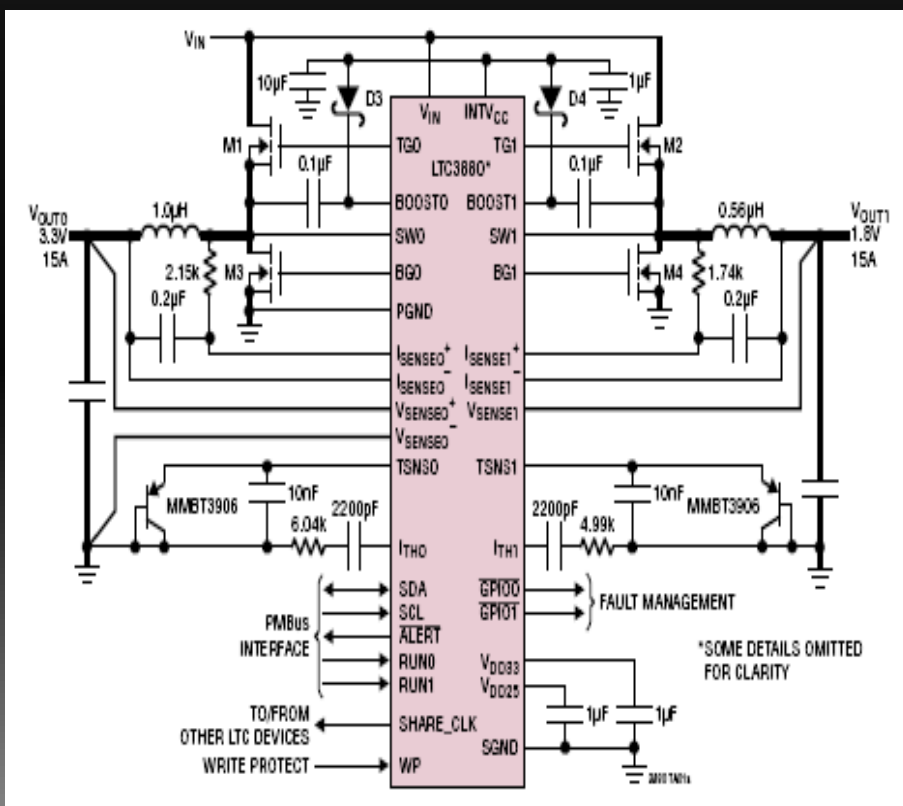 VIN
10µF
D3
D4
1µF
VIN
INTVCC
M1
TG0
TG1
M2
LTC3880*
0.1µF
0.1µF
BOOST0
BOOST1
VOUT0
3.3V
15A
1.0µH
SW0
SW1
0.56µH
VOUT1
1.8V
15A
2.15k
M3
BG0
BG1
M4
1.74k
0.2µF
0.2µF
PGND
ISENSE0+
ISENSE1+
ISENSE0–
ISENSE1–
VSENSE0+
VSENSE1
VSENSE0–
TSNS0
TSNS1
MMBT3906
10nF
10nF
MMBT3906
2200pF
2200pF
6.04k
4.99k
ITH0
ITH1
SDA
GPIO0
SCL
GPIO1
FAULT MANAGEMENT
PMBus
INTERFACE
ALERT
RUN0
RUN1
VDD33
VDD25
*SOME DETAILS OMITTED
FOR CLARITY
1µF
1µF
TO/FROM
OTHER LTC DEVICES
SHARE_CLK
SGND
WRITE PROTECT
WP
3880 TA01a